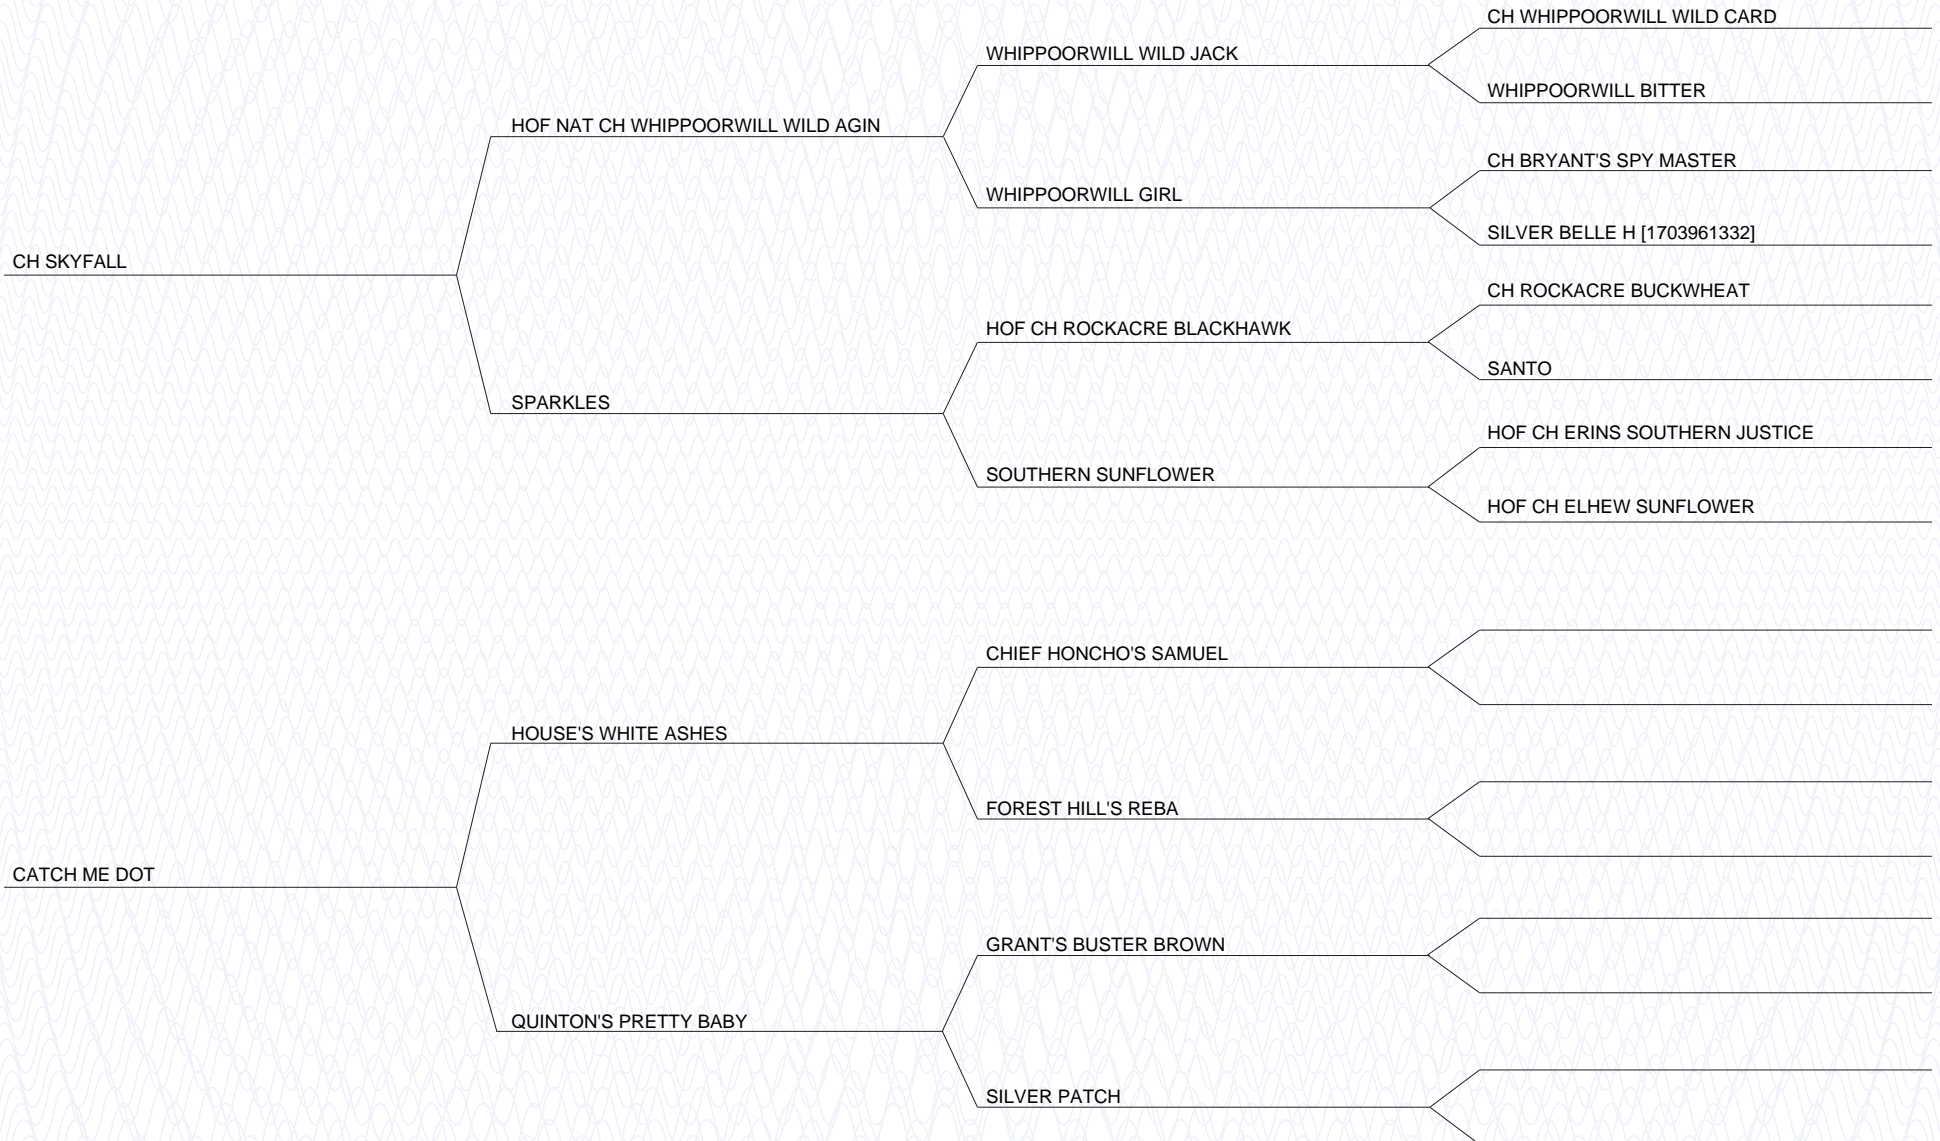 CH WHIPPOORWILL WILD CARD
WHIPPOORWILL WILD JACK
WHIPPOORWILL BITTER
HOF NAT CH WHIPPOORWILL WILD AGIN
CH BRYANT'S SPY MASTER
WHIPPOORWILL GIRL
SILVER BELLE H [1703961332]
CH SKYFALL
CH ROCKACRE BUCKWHEAT
HOF CH ROCKACRE BLACKHAWK
SANTO
SPARKLES
HOF CH ERINS SOUTHERN JUSTICE
SOUTHERN SUNFLOWER
HOF CH ELHEW SUNFLOWER
CHIEF HONCHO'S SAMUEL
HOUSE'S WHITE ASHES
FOREST HILL'S REBA
CATCH ME DOT
GRANT'S BUSTER BROWN
QUINTON'S PRETTY BABY
SILVER PATCH